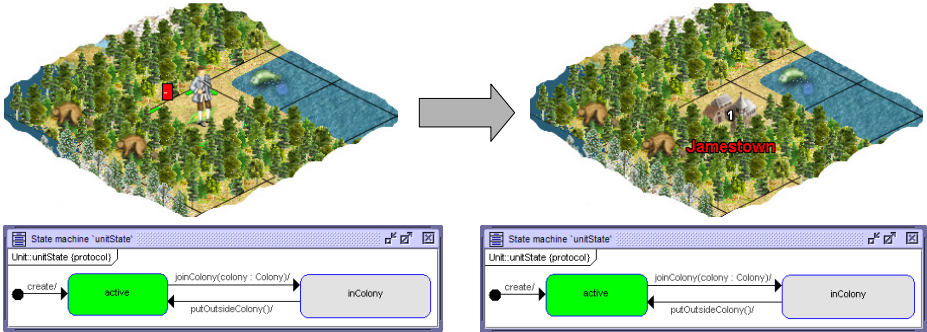 1
Jamestown
State machine `unitState'
Unit::unitState {protocol}
create/
active
joinColony(colony : Colony)/
putOutsideColony()/
inColony
State machine `unitState'
Unit::unitState {protocol}
create/
active
joinColony(colony : Colony)/
putOutsideColony()/
inColony